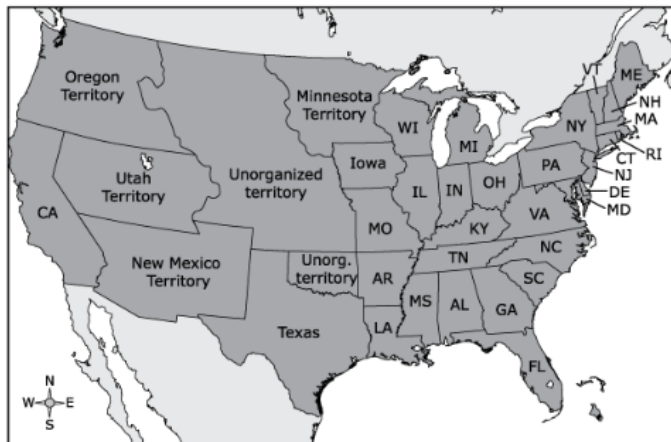 Oregon
Territory
Minnesota
Territory
VT
ME
NH
MA
NY
WI
MI
RI
CT
NJ
PA
Iowa
Utah
Territory
Unorganized
territory
IL
IN
OH
DE
MD
CA
MO
KY
VA
NC
TN
New Mexico
Territory
Unorg.
territory
AR
SC
MS
AL
GA
LA
Texas
FL
N
W
E
S